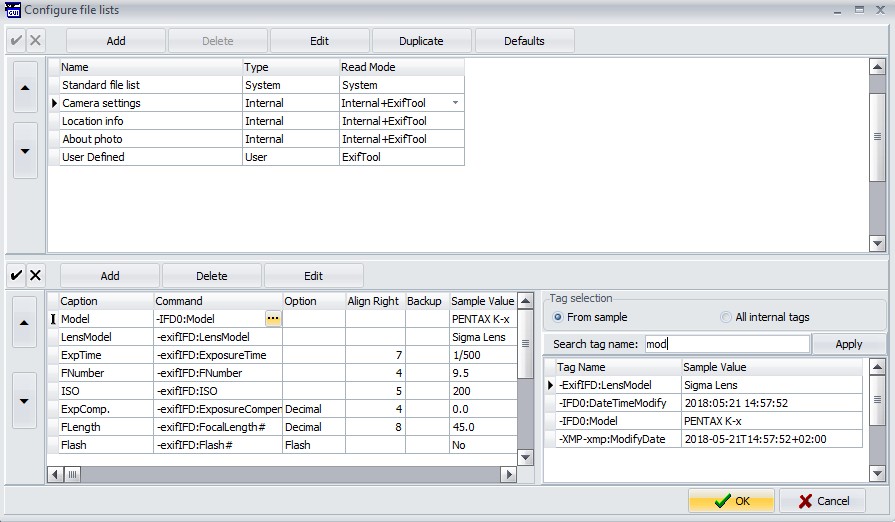 GUI Configure file lists
Add Delete Edit Duplicate Defaults
Name Type Read Mode
Standard file list System System
Camera settings Internal Internal+ExifTool
Location info Internal Internal+ExifTool
About photo Internal Internal+ExifTool
User Defined User ExifTool
Add Delete Edit
Caption Command Option Align Right Backup Sample Value
Model -IFD0:Model ... PENTAX K-x
LensModel -exifIFD:LensModel Sigma Lens
ExpTime -exifIFD:ExposureTime 7 1/500
FNumber -exifIFD:FNumber 4 9.5
ISO -exifIFD:ISO 5 200
ExpComp. -exifIFD:ExposureCompen Decimal 4 0.0
FLength -exifIFD:FocalLength# Decimal 8 45.0
Flash -exifIFD:Flash# Flash No
Tag selection
From sample All internal tags
Search tag name: mod Apply
Tag Name Sample Value
-ExifIFD:LensModel Sigma Lens
-IFD0:DateTimeModify 2018:05:21 14:57:52
-IFD0:Model PENTAX K-x
-XMP-xmp:ModifyDate 2018-05-21T14:57:52+02:00
OK Cancel